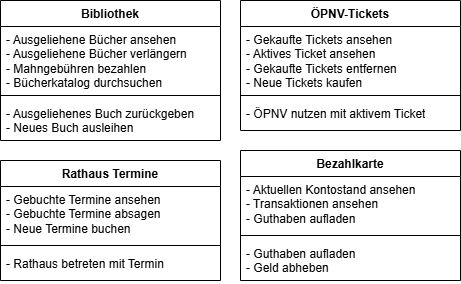 Bibliothek
- Ausgeliehene Bücher ansehen
- Ausgeliehene Bücher verlängern
- Mahngebühren bezahlen
- Bücherkatalog durchsuchen
- Ausgeliehenes Buch zurückgeben
- Neues Buch ausleihen
ÖPNV-Tickets
- Gekaufte Tickets ansehen
- Aktives Ticket ansehen
- Gekaufte Tickets entfernen
- Neue Tickets kaufen
- ÖPNV nutzen mit aktivem Ticket
Rathaus Termine
- Gebuchte Termine ansehen
- Gebuchte Termine absagen
- Neue Termine buchen
- Rathaus betreten mit Termin
Bezahlkarte
- Aktuellen Kontostand ansehen
- Transaktionen ansehen
- Guthaben aufladen
- Guthaben aufladen
- Geld abheben